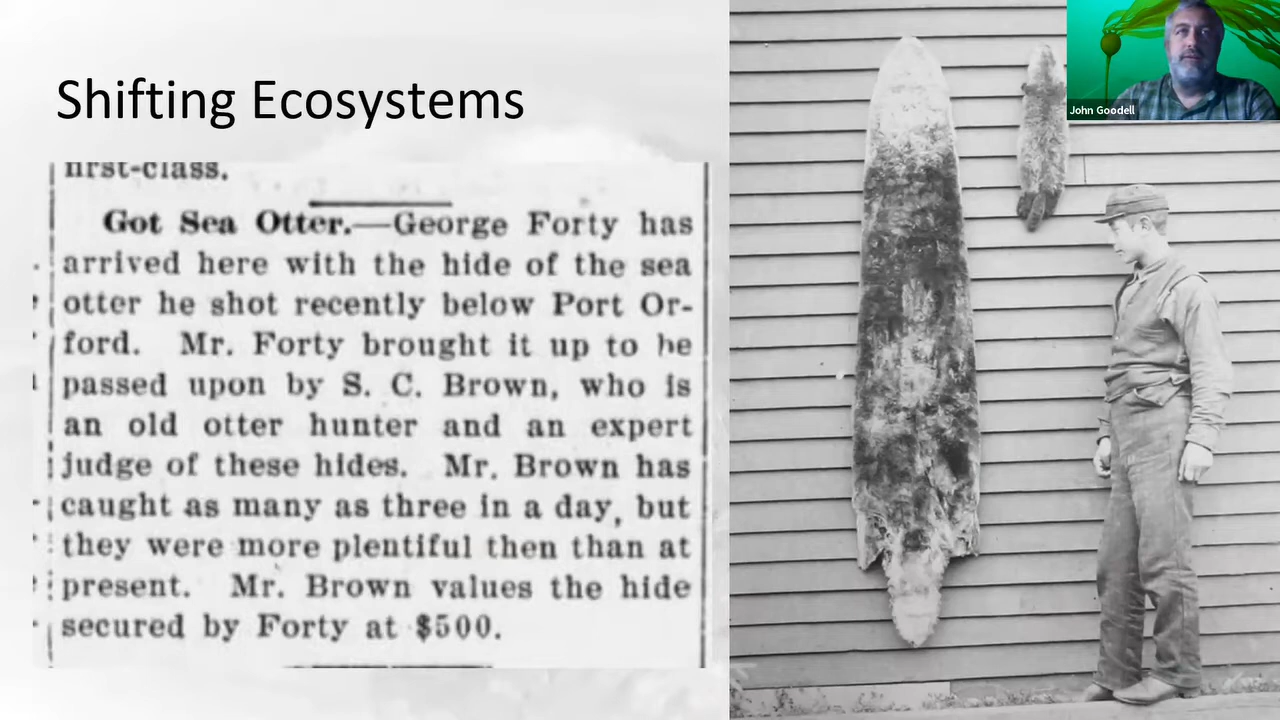 Shifting Ecosystems
first-class.
Got Sea Otter.—George Forty has
arrived here with the hide of the sea
otter he shot recently below Port Or-
ford. Mr. Forty brought it up to be
passed upon by S. C. Brown, who is
an old otter hunter and an expert
judge of these hides. Mr. Brown has
caught as many as three in a day, but
they were more plentiful then than at
present. Mr. Brown values the hide
secured by Forty at $500.
John Goodell